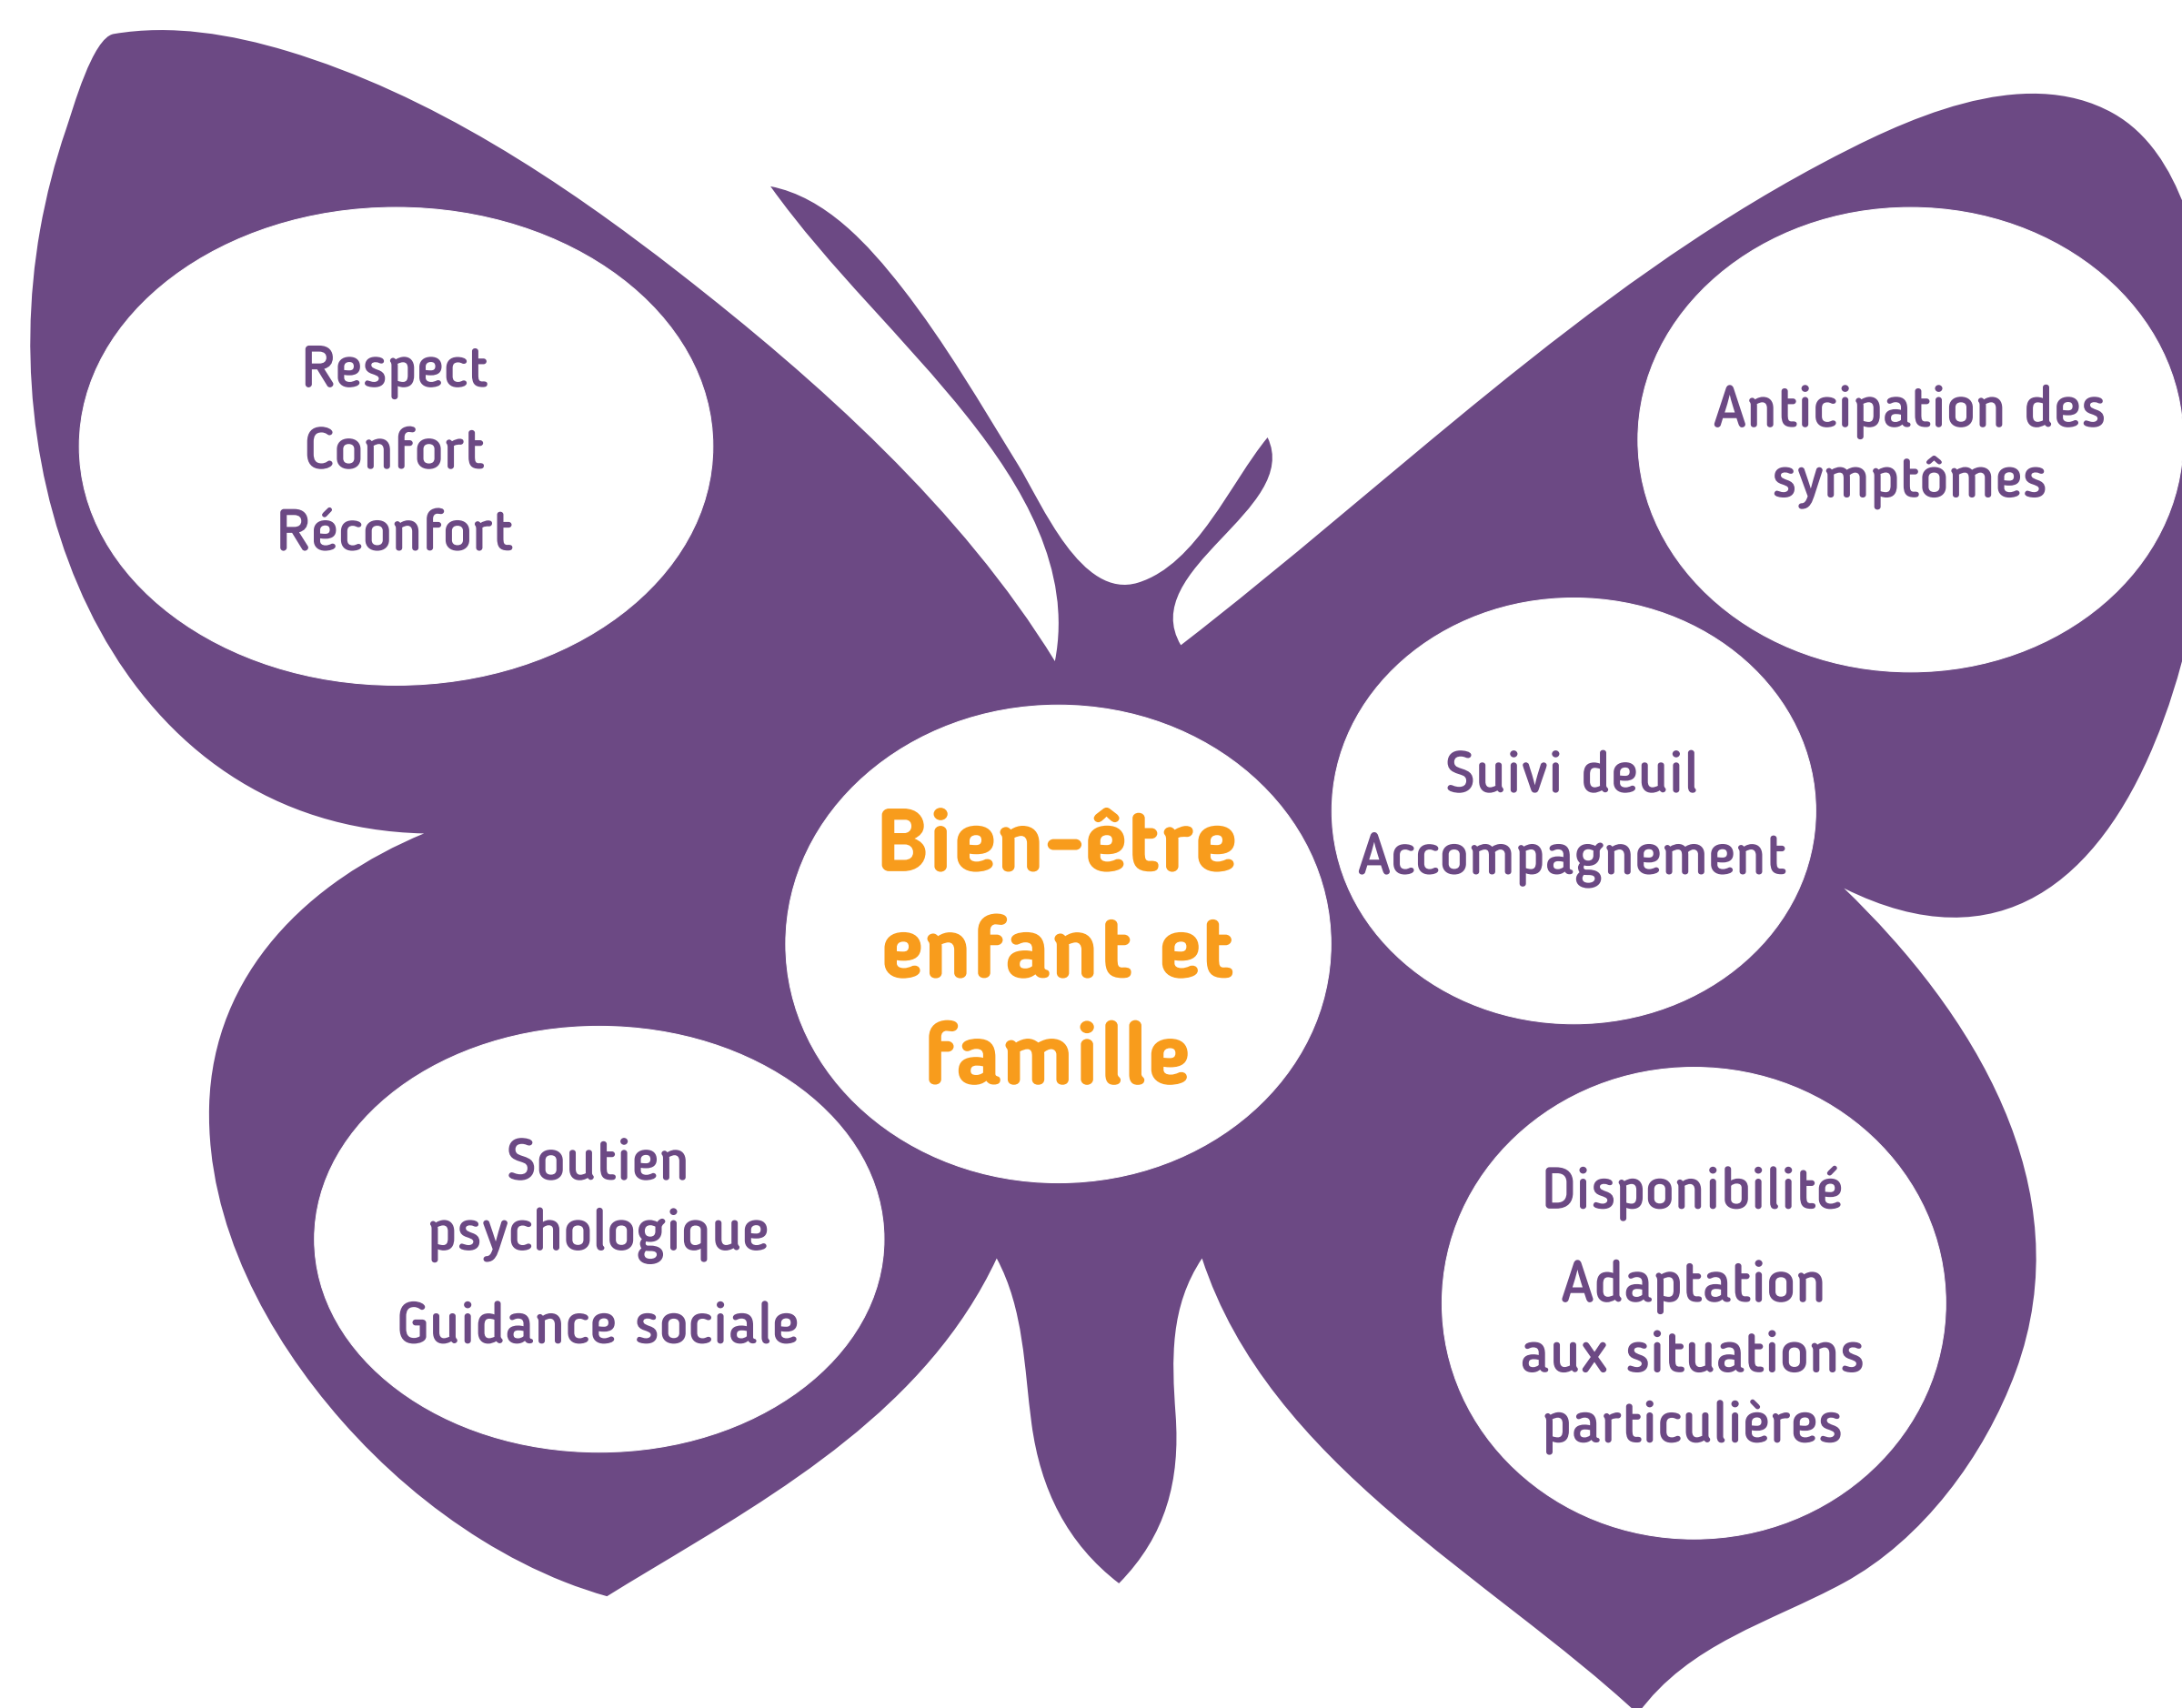 Respect
Confort
Réconfort
Anticipation des
symptômes
Suivi deuil
Accompagnement
Bien-être
enfant et
famille
Soutien
psychologique
Guidance sociale
Disponibilité
Adaptation
aux situations
particulières